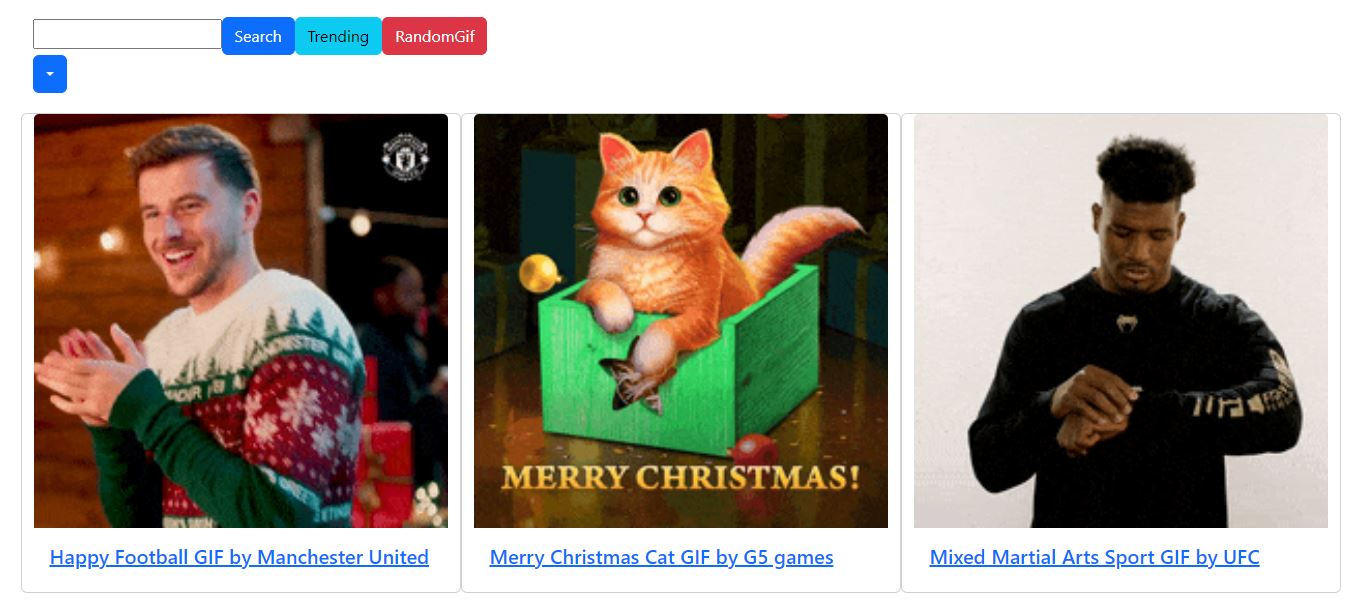 Search Trending RandomGif
MERRY CHRISTMAS!
Happy Football GIF by Manchester United
Merry Christmas Cat GIF by G5 games
Mixed Martial Arts Sport GIF by UFC